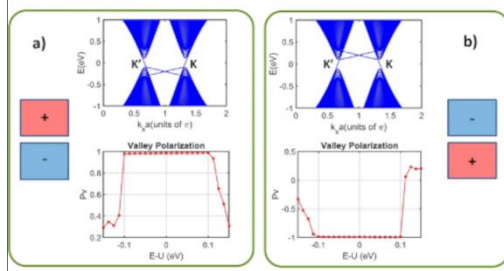 a)
E(eV)
1
0.5
0
-0.5
-1
K' K
0 0.5 1 1.5 2
kxa(units of π)
+
-
Valley Polarization
Pv
1
0.8
0.6
0.4
0.2
-0.1 0 0.1
E-U (eV)
b)
E(eV)
1
0.5
0
-0.5
-1
K' K
0 0.5 1 1.5 2
kxa(units of π)
-
+
Valley Polarization
Pv
0.5
0
-0.5
-1
-0.1 0 0.1
E-U (eV)